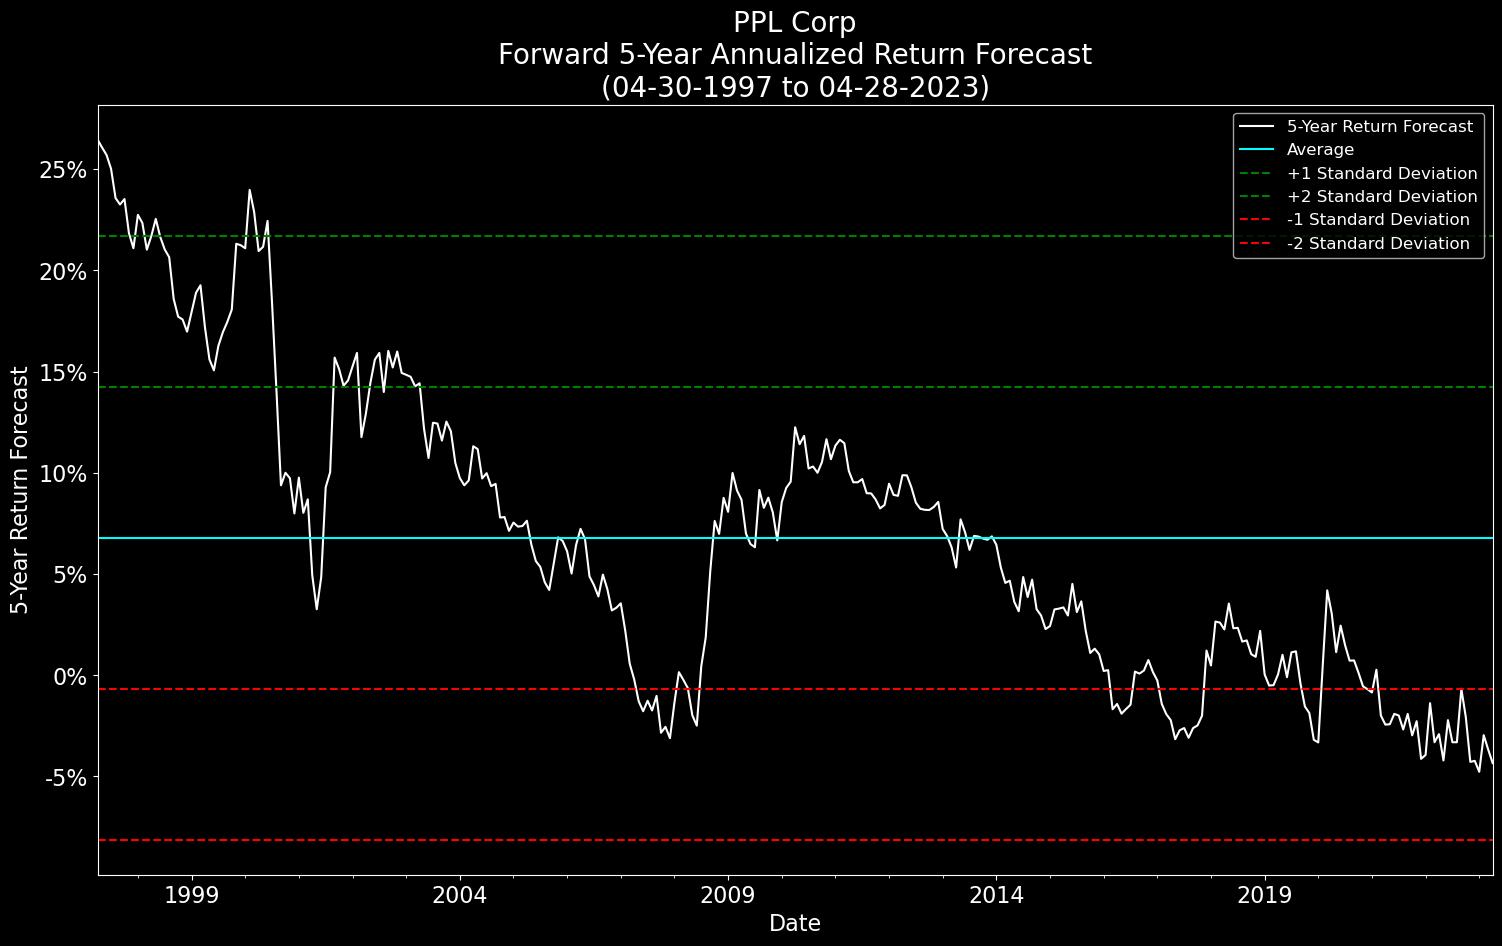 PPL Corp
Forward 5-Year Annualized Return Forecast
(04-30-1997 to 04-28-2023)
5-Year Return Forecast
Average
+1 Standard Deviation
+2 Standard Deviation
-1 Standard Deviation
-2 Standard Deviation
25%
20%
15%
10%
5%
0%
-5%
5-Year Return Forecast
1999
2004
2009
2014
2019
Date